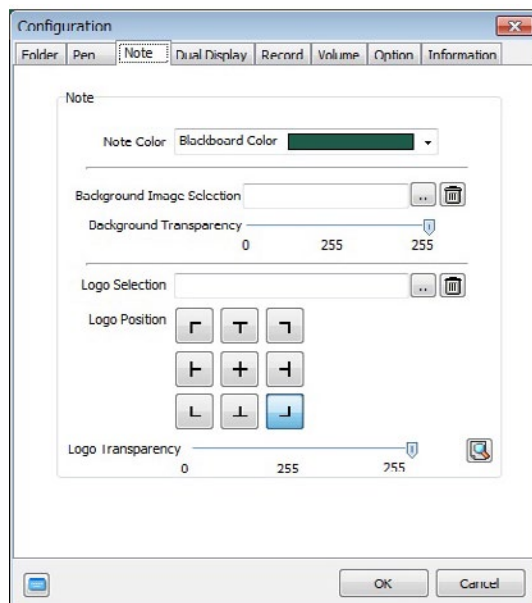 Configuration
Folder Pen Note Dual Display Record Volume Option Information
Note
Note Color Blackboard Color
Background Image Selection ..
Background Transparency
0 255 255
Logo Selection ..
Logo Position
Logo Transparency
0 255 255
OK Cancel